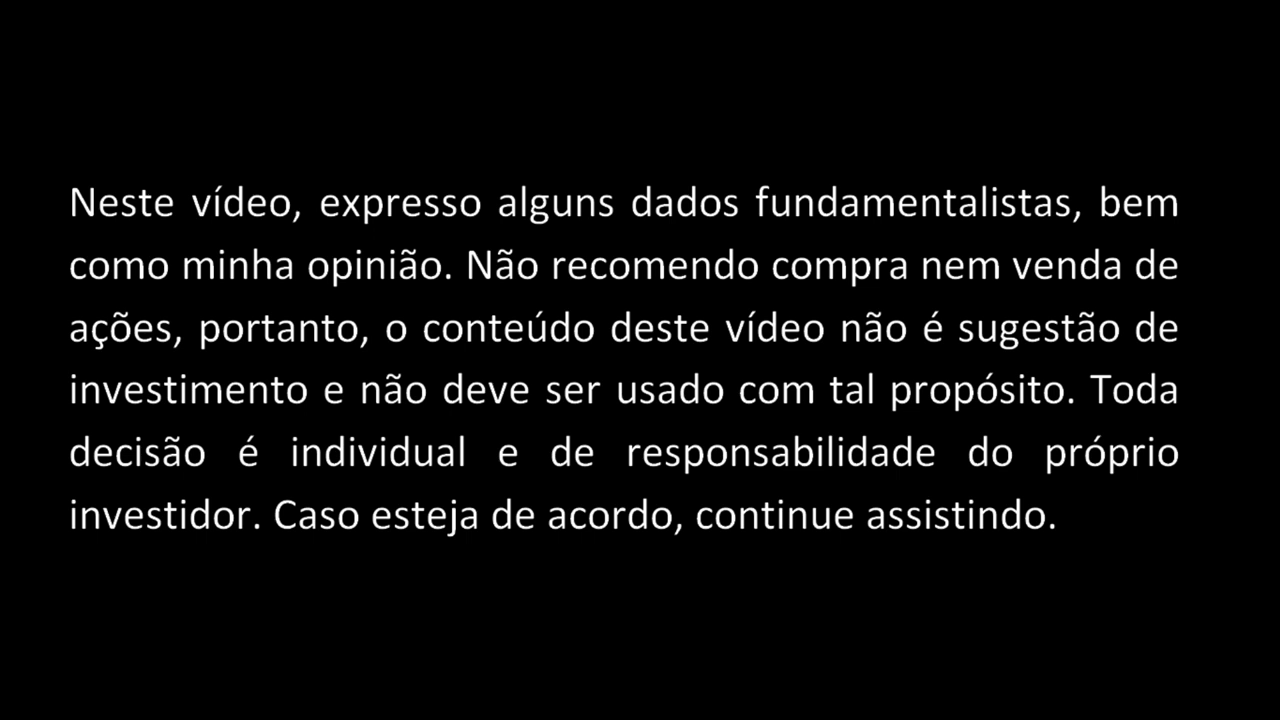 Neste vídeo, expresso alguns dados fundamentalistas, bem
como minha opinião. Não recomendo compra nem venda de
ações, portanto, o conteúdo deste vídeo não é sugestão de
investimento e não deve ser usado com tal propósito. Toda
decisão é individual e de responsabilidade do próprio
investidor. Caso esteja de acordo, continue assistindo.